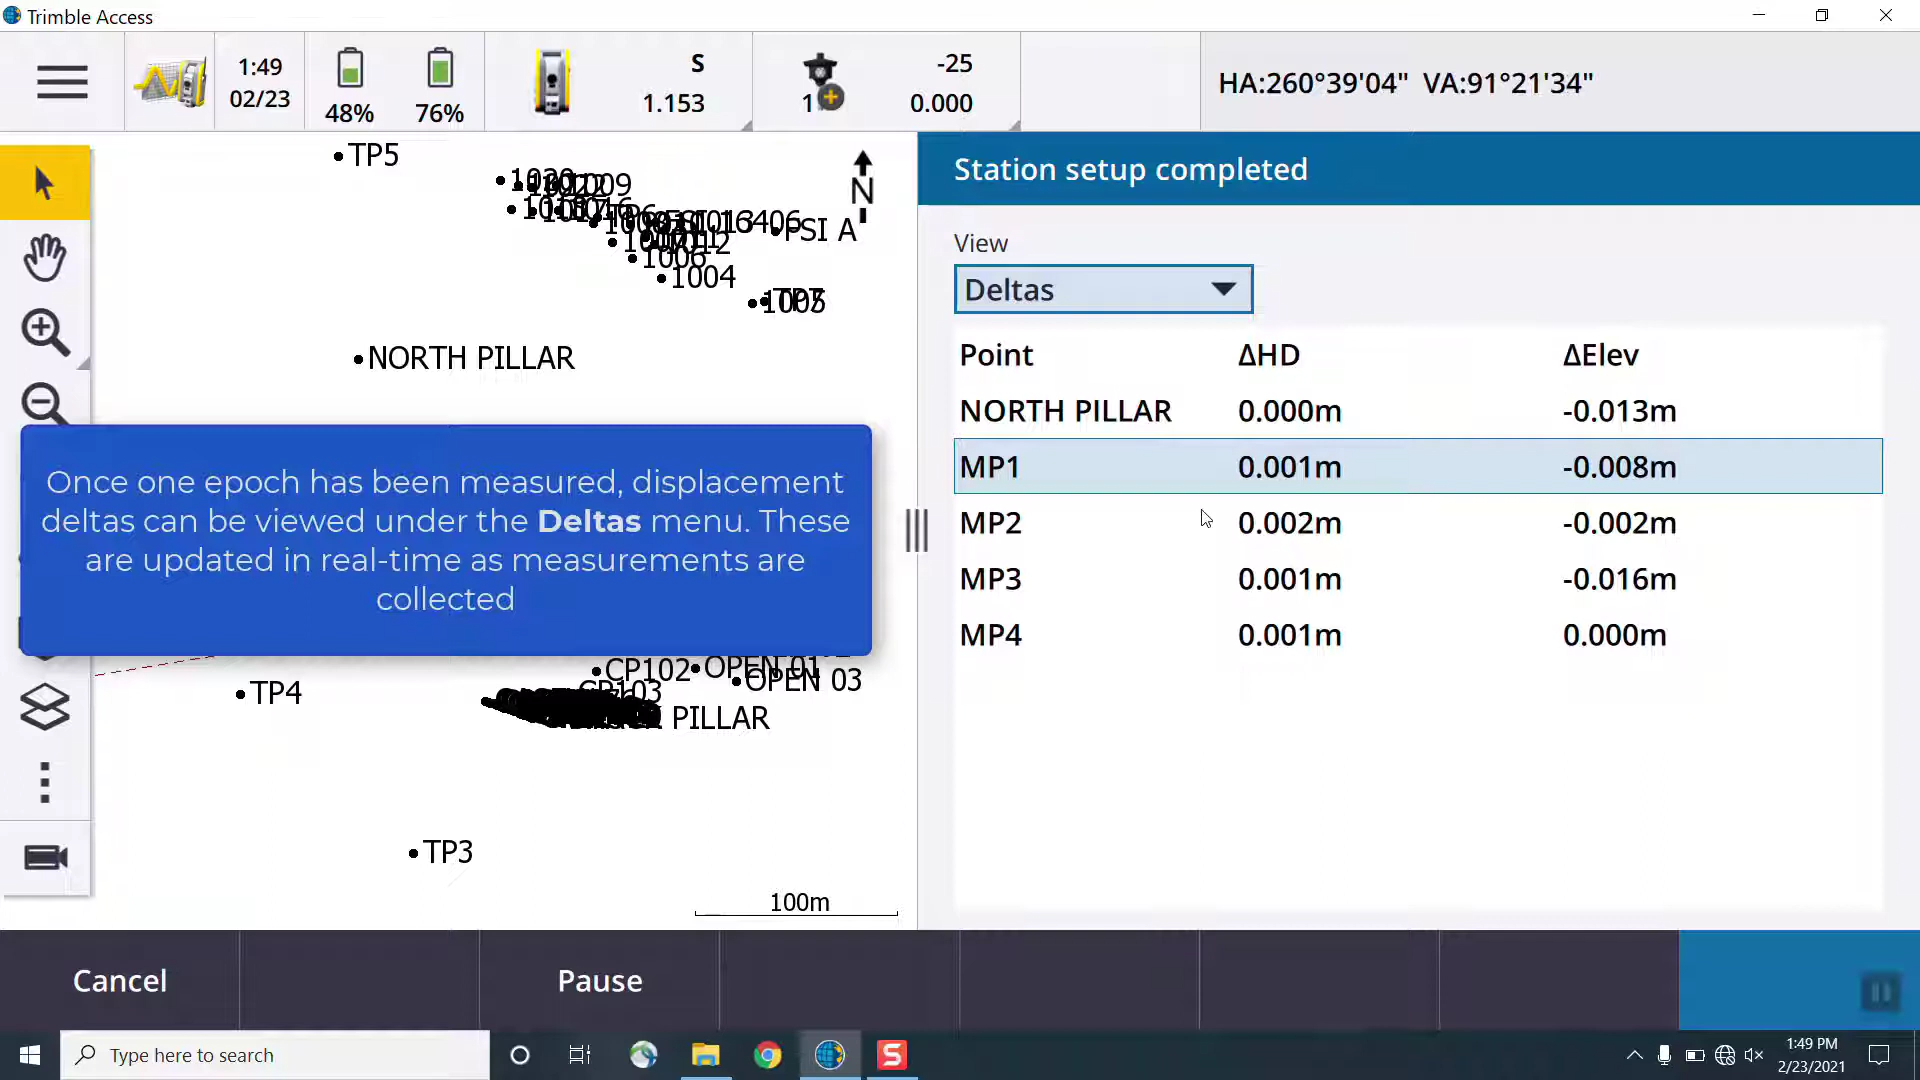 Trimble Access
1:49
02/23
48%
76%
S
1.153
1
-25
0.000
HA:260°39'04" VA:91°21'34"
TP5
N
1004
1006
NORTH PILLAR
Once one epoch has been measured, displacement
deltas can be viewed under the Deltas menu. These
are updated in real-time as measurements are
collected
CP102
OPEN 01
OPEN 03
CP103
PILLAR
TP4
TP3
100m
Station setup completed
View
Deltas
Point ΔHD ΔElev
NORTH PILLAR 0.000m -0.013m
MP1 0.001m -0.008m
MP2 0.002m -0.002m
MP3 0.001m -0.016m
MP4 0.001m 0.000m
Cancel
Pause
Type here to search
S
1:49 PM
2/23/2021